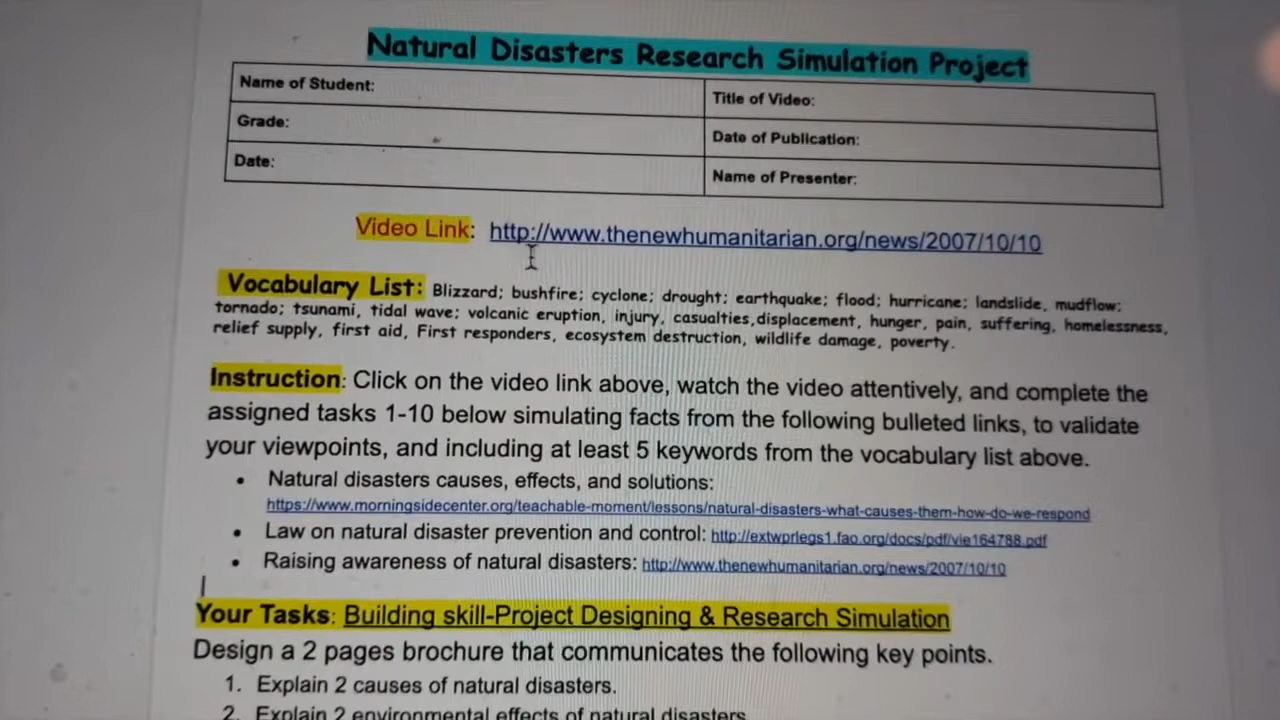 Natural Disasters Research Simulation Project
Name of Student:
Title of Video:
Grade:
Date of Publication:
Date:
Name of Presenter:
Video Link: http://www.thenewhumanitarian.org/news/2007/10/10
Vocabulary List: Blizzard; bushfire; cyclone; drought; earthquake; flood; hurricane; landslide, mudflow;
tornado; tsunami, tidal wave; volcanic eruption, injury, casualties,displacement, hunger, pain, suffering, homelessness,
relief supply, first aid, First responders, ecosystem destruction, wildlife damage, poverty.
Instruction: Click on the video link above, watch the video attentively, and complete the
assigned tasks 1-10 below simulating facts from the following bulleted links, to validate
your viewpoints, and including at least 5 keywords from the vocabulary list above.
• Natural disasters causes, effects, and solutions:
https://www.morningsidecenter.org/teachable-moment/lessons/natural-disasters-what-causes-them-how-do-we-respond
• Law on natural disaster prevention and control: http://extwprlegs1.fao.org/docs/pdf/vie164788.pdf
• Raising awareness of natural disasters: http://www.thenewhumanitarian.org/news/2007/10/10
Your Tasks: Building skill-Project Designing & Research Simulation
Design a 2 pages brochure that communicates the following key points.
1. Explain 2 causes of natural disasters.
2. Explain 2 environmental effects of natural disasters